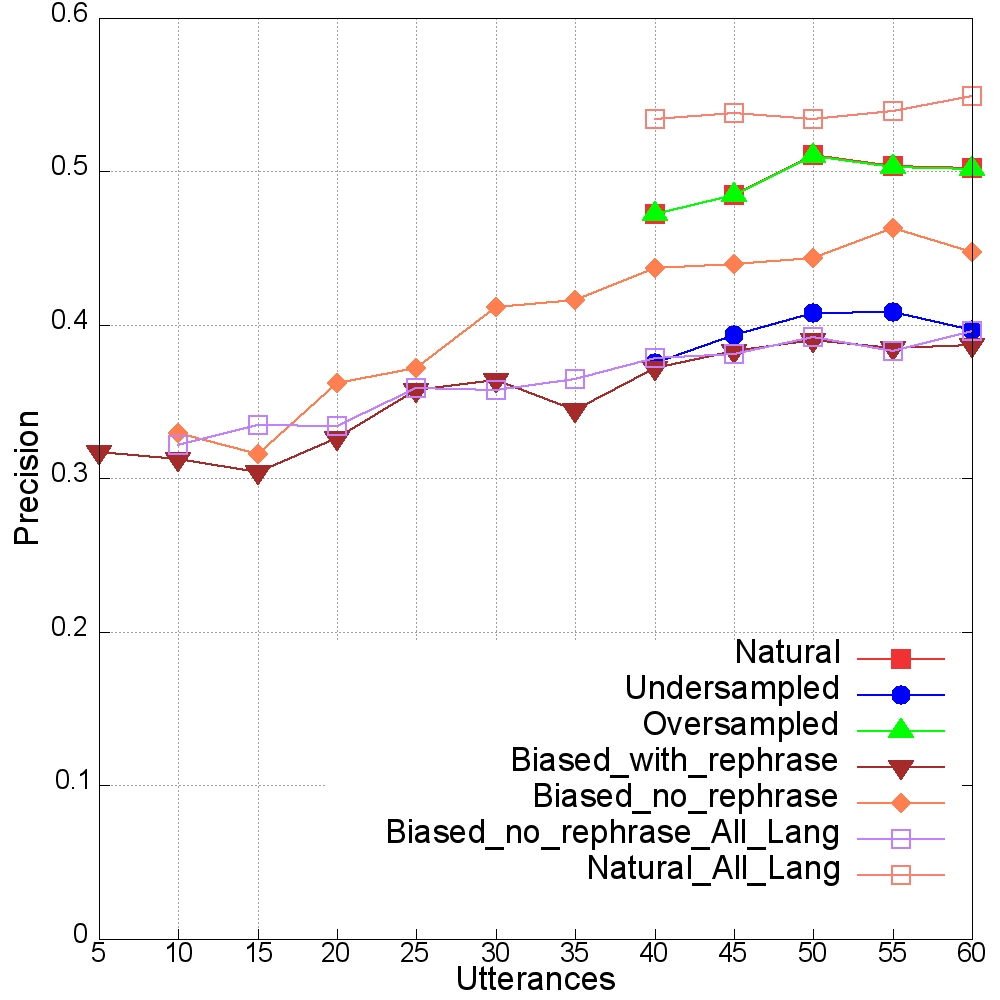 0.6
0.5
0.4
0.3
0.2
0.1
0
Precision
Natural
Undersampled
Oversampled
Biased_with_rephrase
Biased_no_rephrase
Biased_no_rephrase_All_Lang
Natural_All_Lang
5 10 15 20 25 30 35 40 45 50 55 60
Utterances